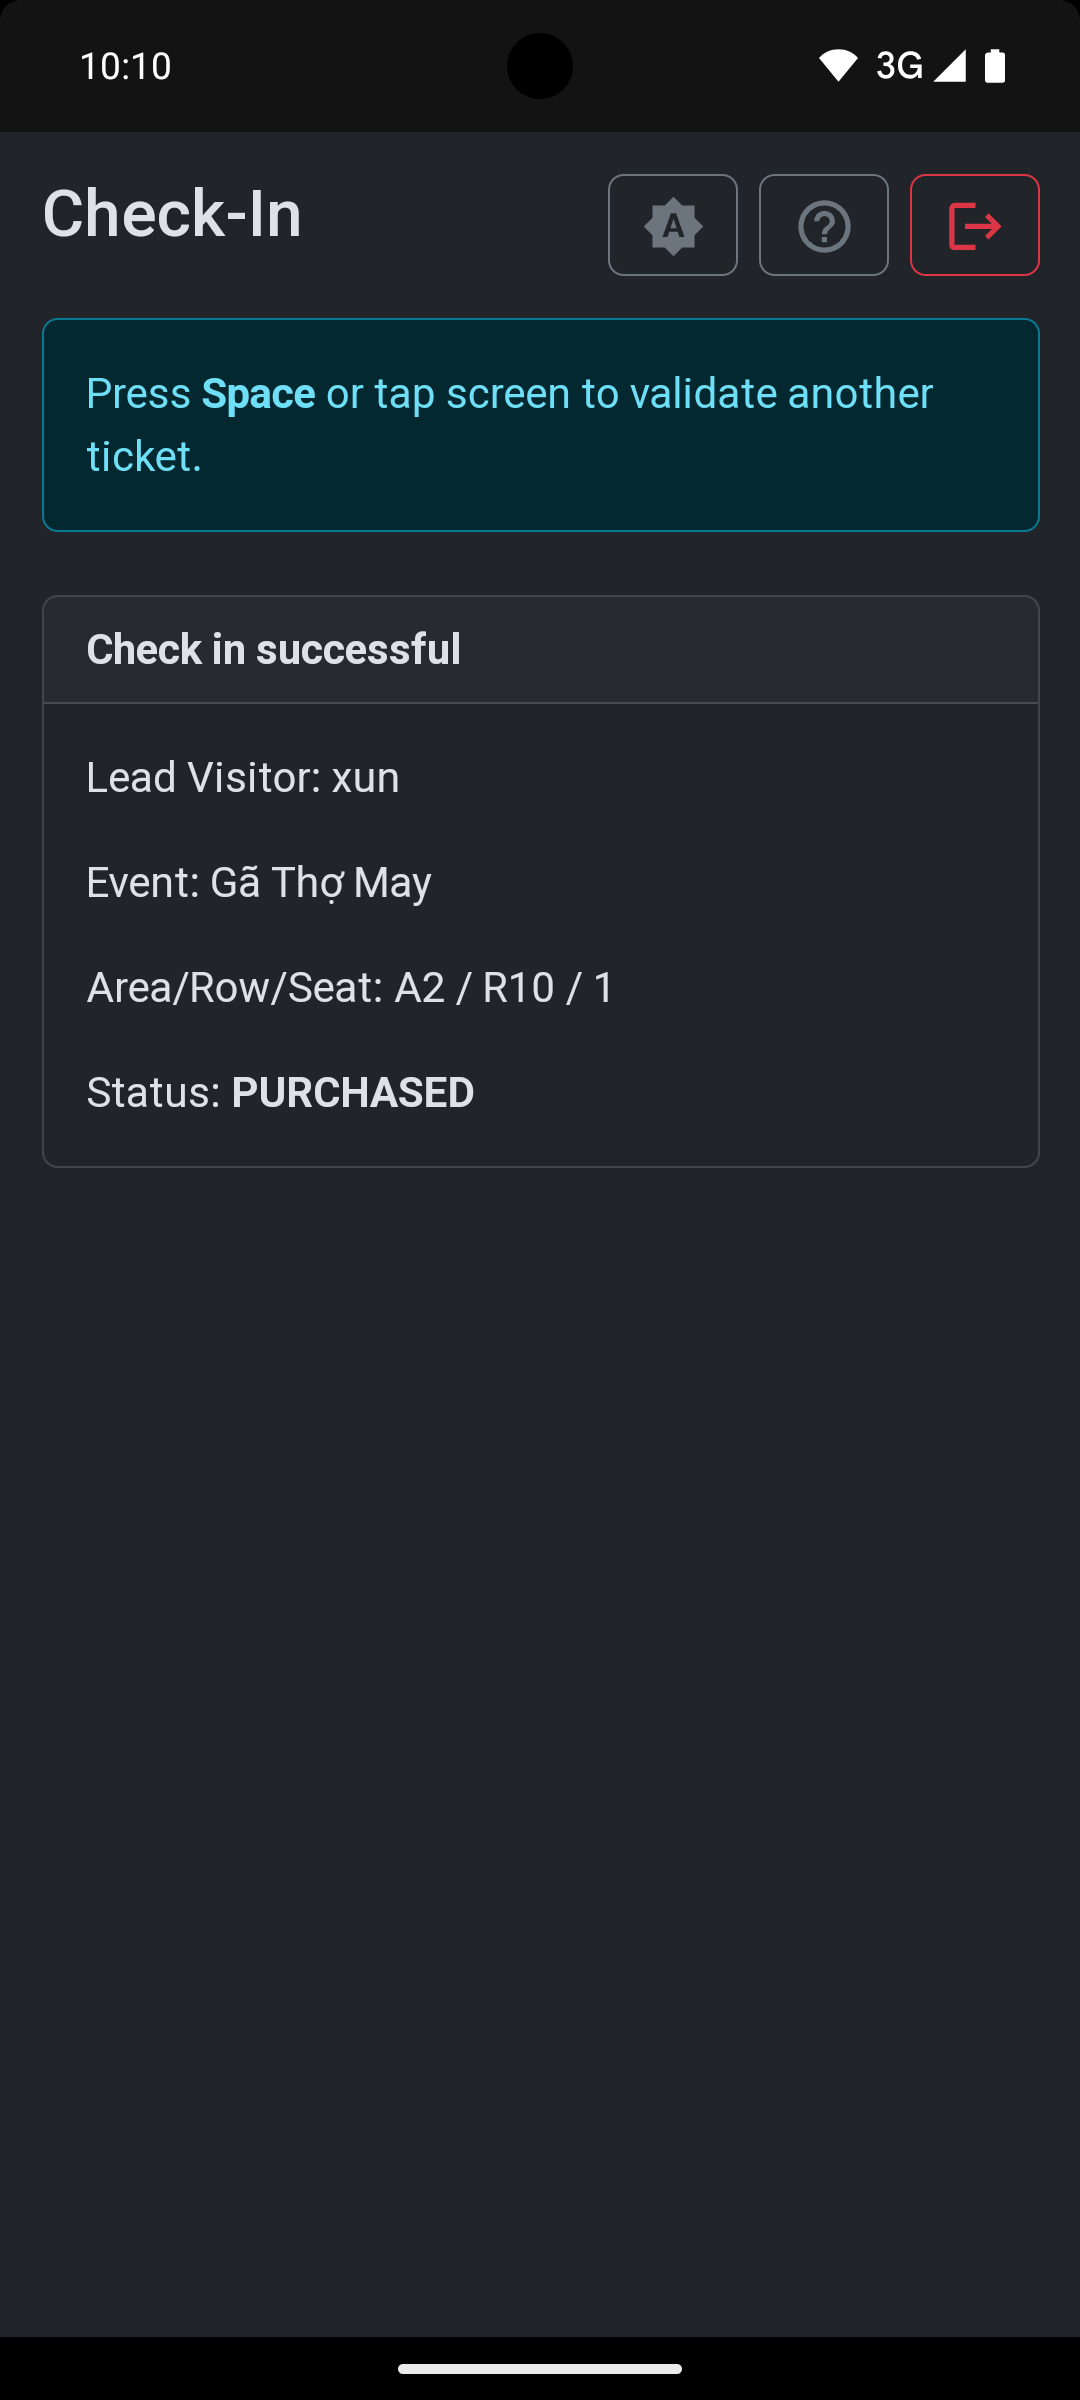 10:10
3G
Check-In
A
?
Press Space or tap screen to validate another
ticket.
Check in successful
Lead Visitor: xun
Event: Gã Thợ May
Area/Row/Seat: A2 / R10 / 1
Status: PURCHASED